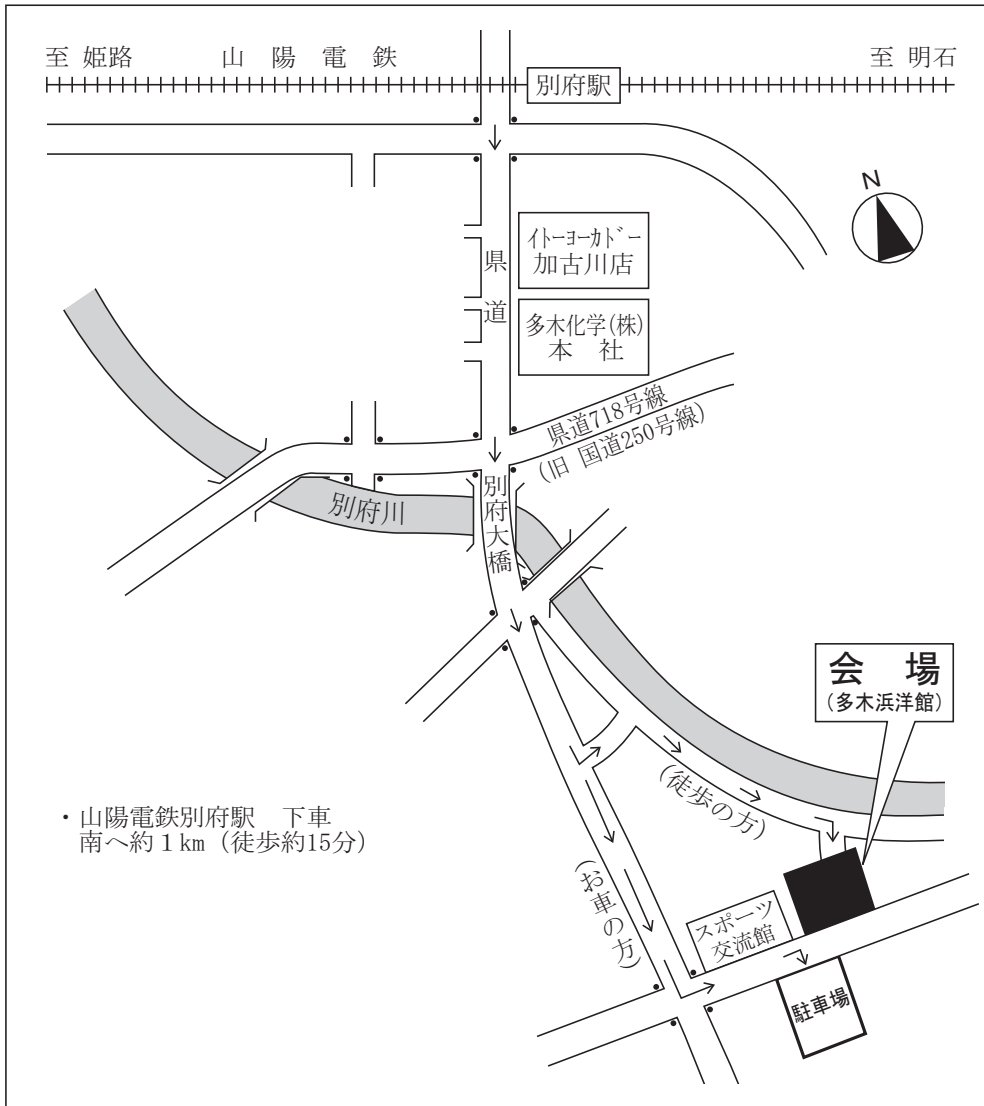 至 姫路
山陽電鉄
至 明石
別府駅
N
県道
ｲﾄｰﾖｰｶﾄﾞｰ
加古川店
多木化学(株)
本　社
県道718号線
(旧 国道250号線)
別府川
別府大橋
会　場
(多木浜洋館)
(徒歩の方)
・山陽電鉄別府駅　下車
南へ約１km（徒歩約15分）
(お車の方)
スポーツ
交流館
駐車場